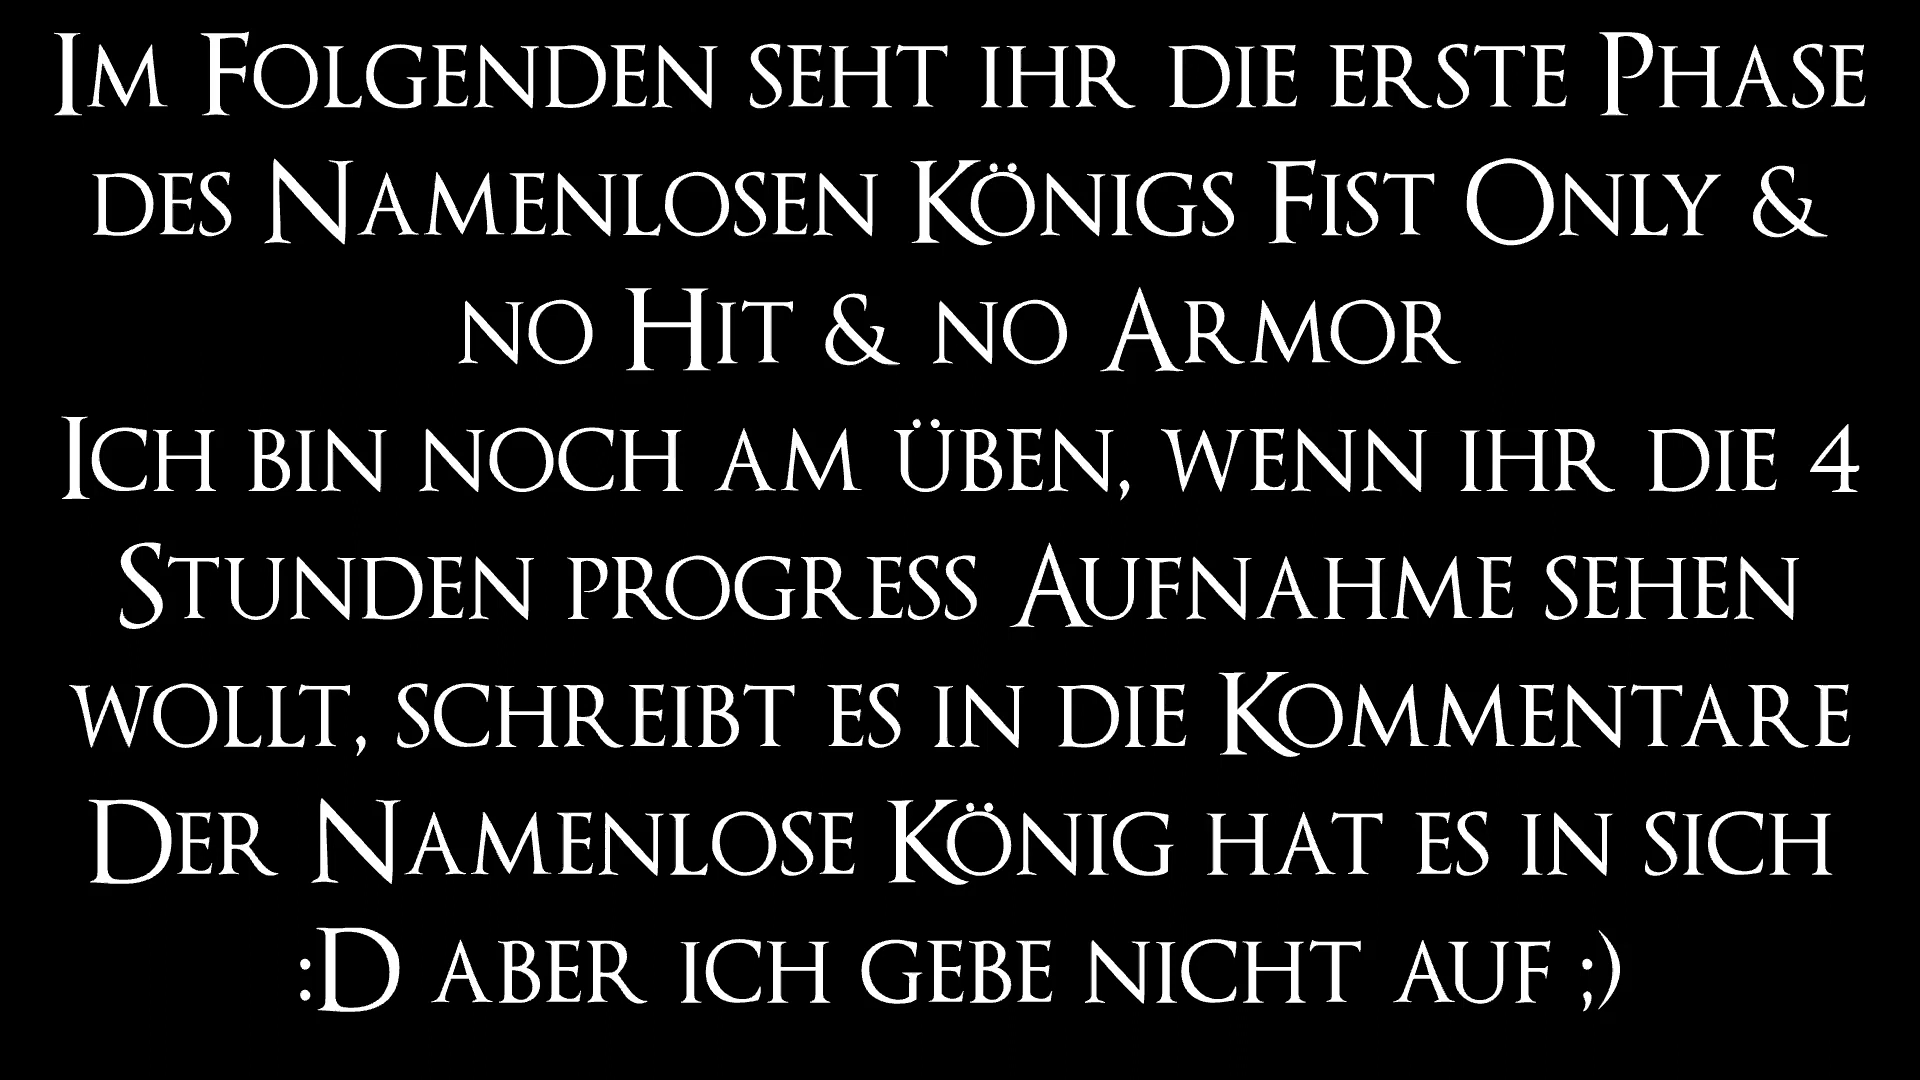 Im Folgenden seht ihr die erste Phase
des Namenlosen Königs Fist Only &
no Hit & no Armor
Ich bin noch am üben, wenn ihr die 4
Stunden progress Aufnahme sehen
wollt, schreibt es in die Kommentare
Der Namenlose König hat es in sich
:D aber ich gebe nicht auf ;)